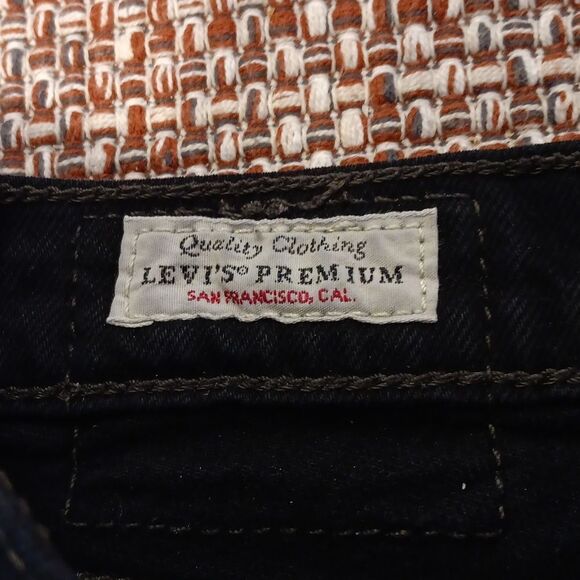 Quality Clothing
LEVI'S® PREMIUM
SAN FRANCISCO, CAL.